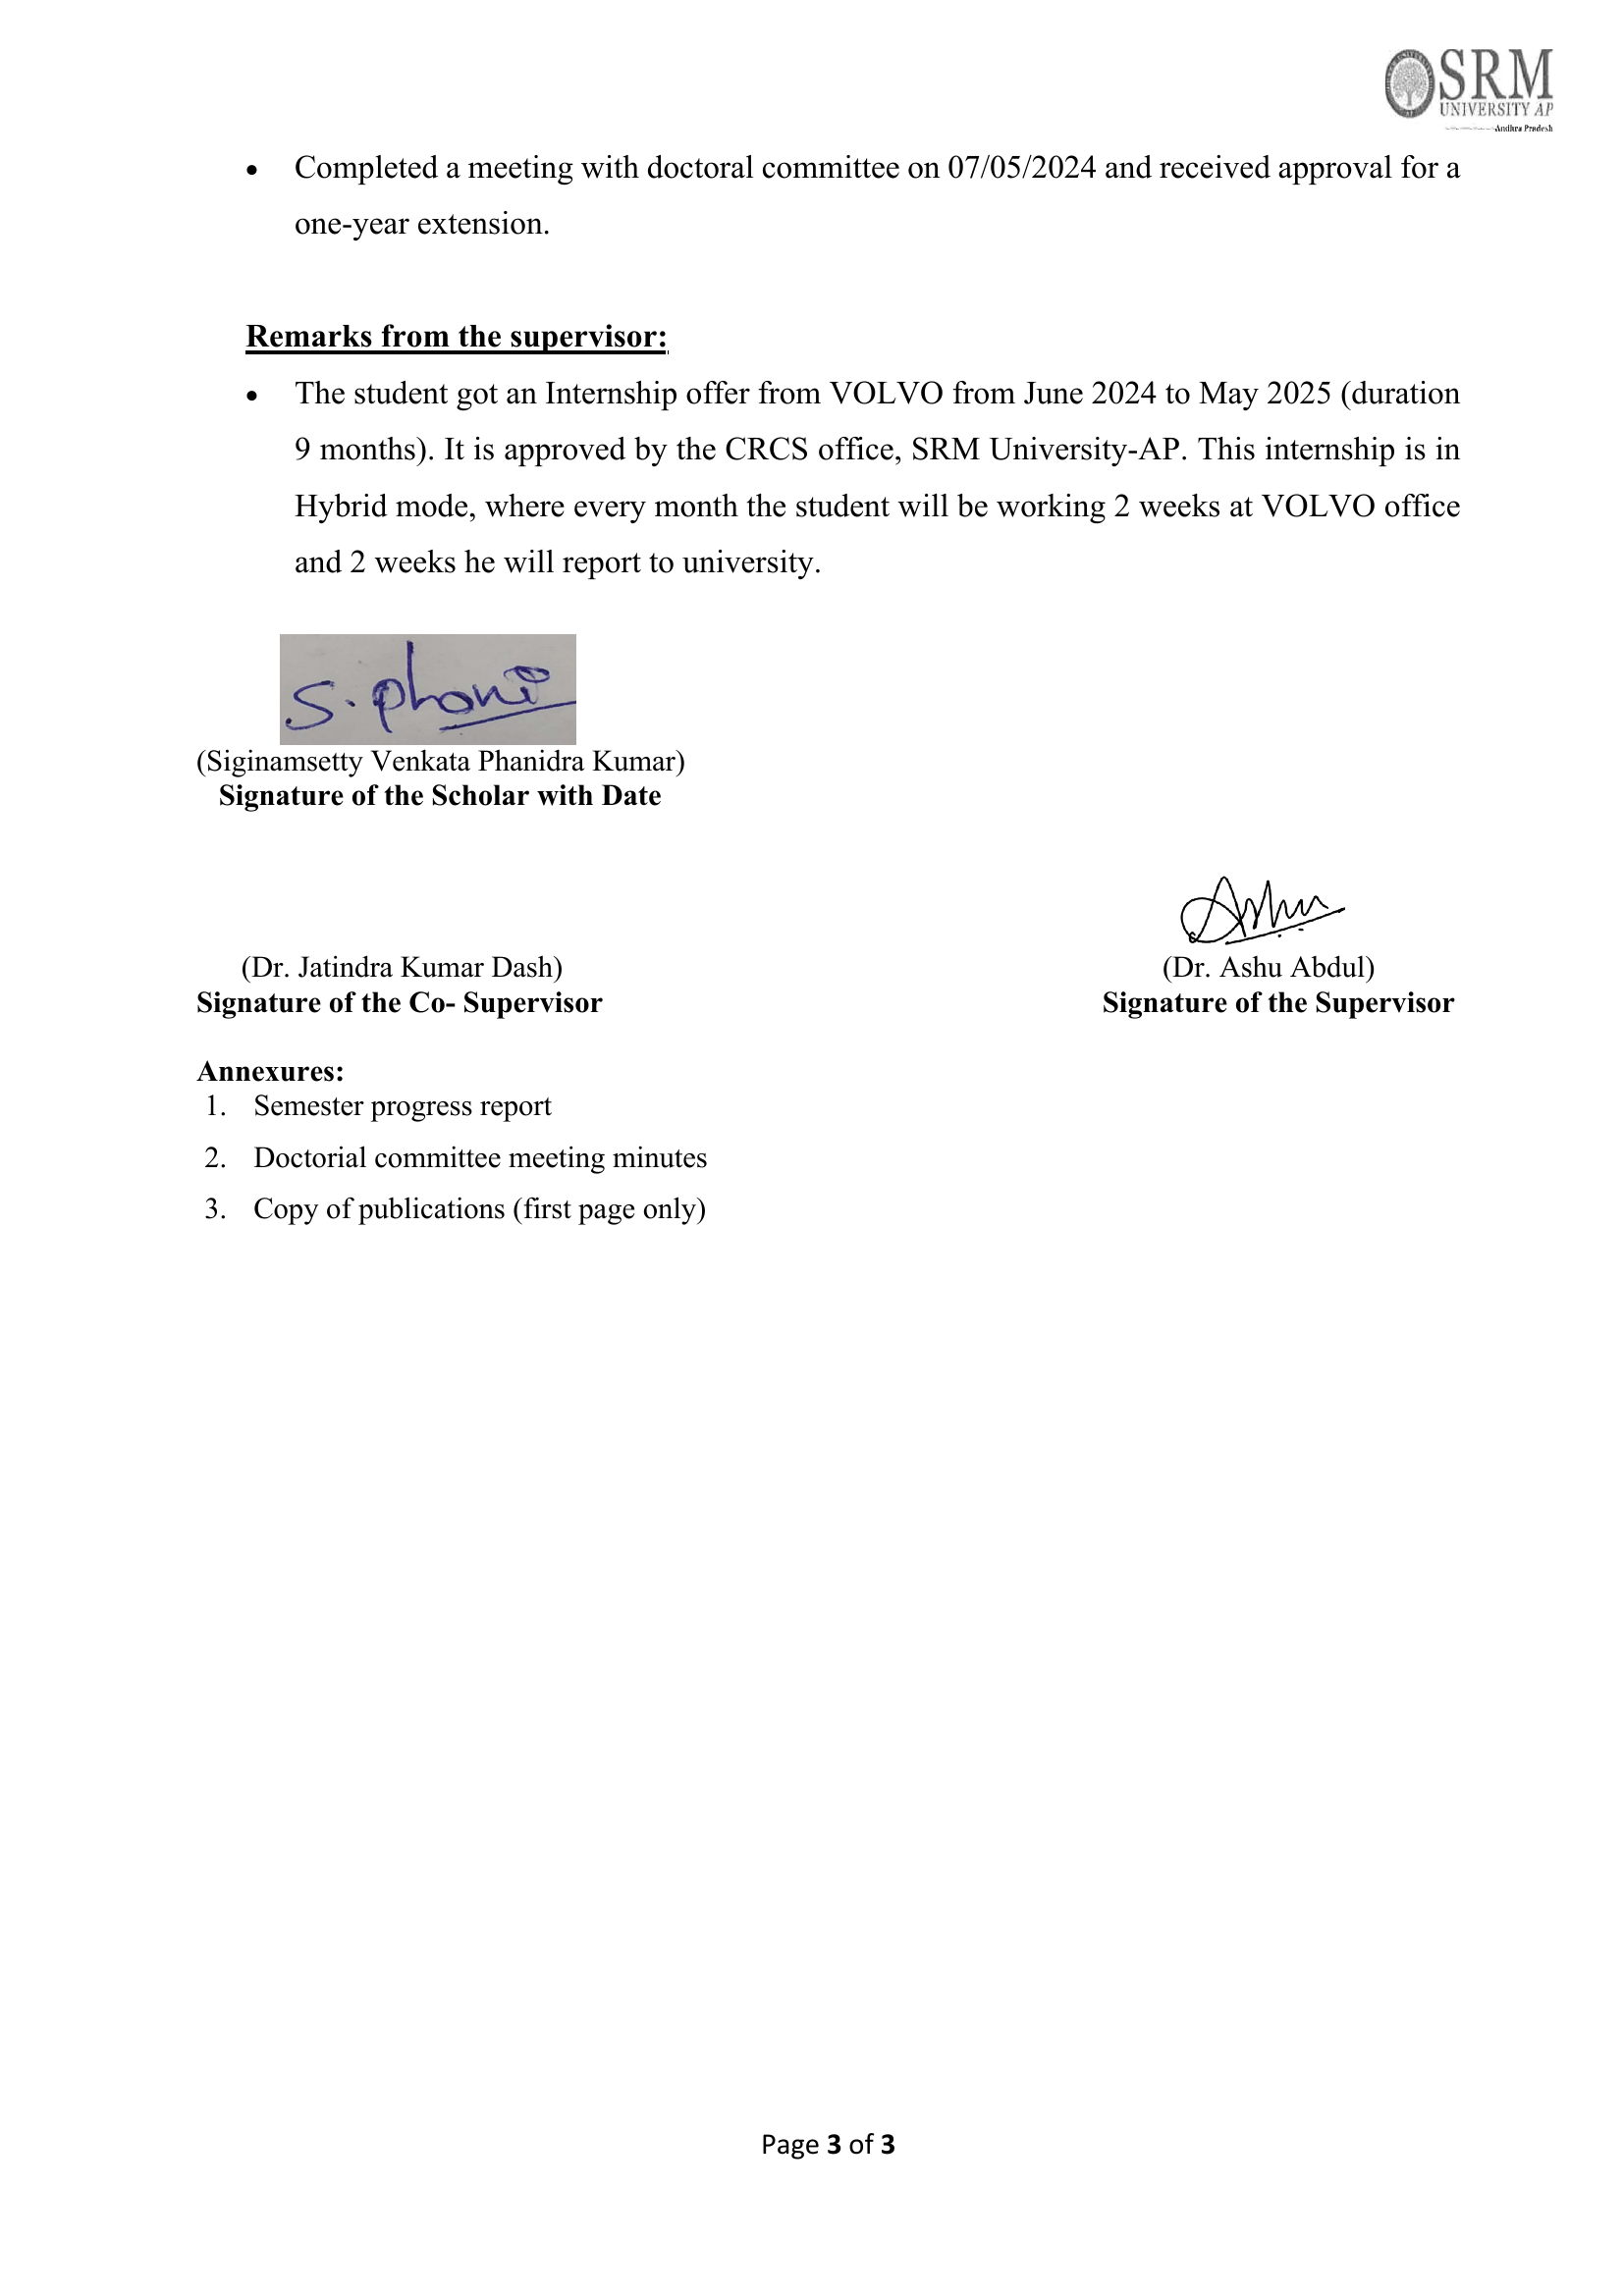 SRM
UNIVERSITY AP
Andhra Pradesh
• Completed a meeting with doctoral committee on 07/05/2024 and received approval for a
one-year extension.
Remarks from the supervisor:
• The student got an Internship offer from VOLVO from June 2024 to May 2025 (duration
9 months). It is approved by the CRCS office, SRM University-AP. This internship is in
Hybrid mode, where every month the student will be working 2 weeks at VOLVO office
and 2 weeks he will report to university.
S. phani
(Siginamsetty Venkata Phanidra Kumar)
Signature of the Scholar with Date
Ashu
(Dr. Jatindra Kumar Dash) (Dr. Ashu Abdul)
Signature of the Co- Supervisor Signature of the Supervisor
Annexures:
1. Semester progress report
2. Doctorial committee meeting minutes
3. Copy of publications (first page only)
Page 3 of 3